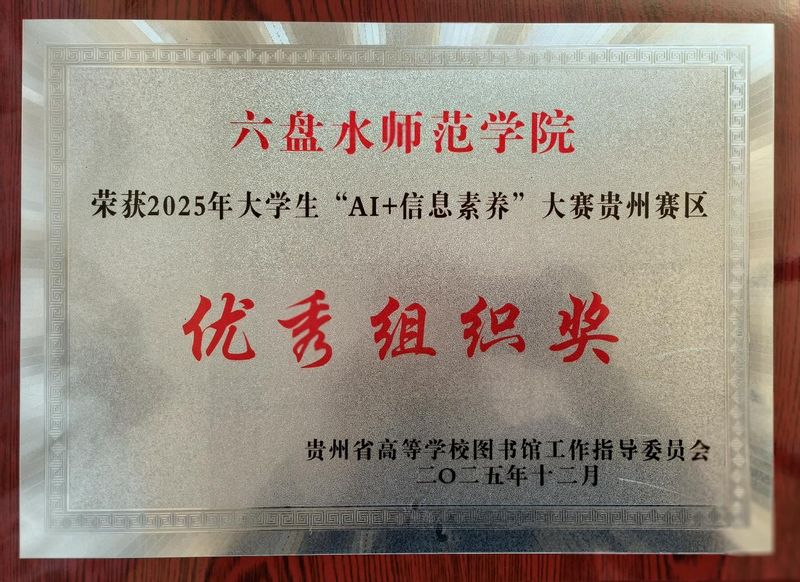 六盘水师范学院
荣获2025年大学生“AI+信息素养”大赛贵州赛区
优秀组织奖
贵州省高等学校图书馆工作指导委员会
二〇二五年十二月